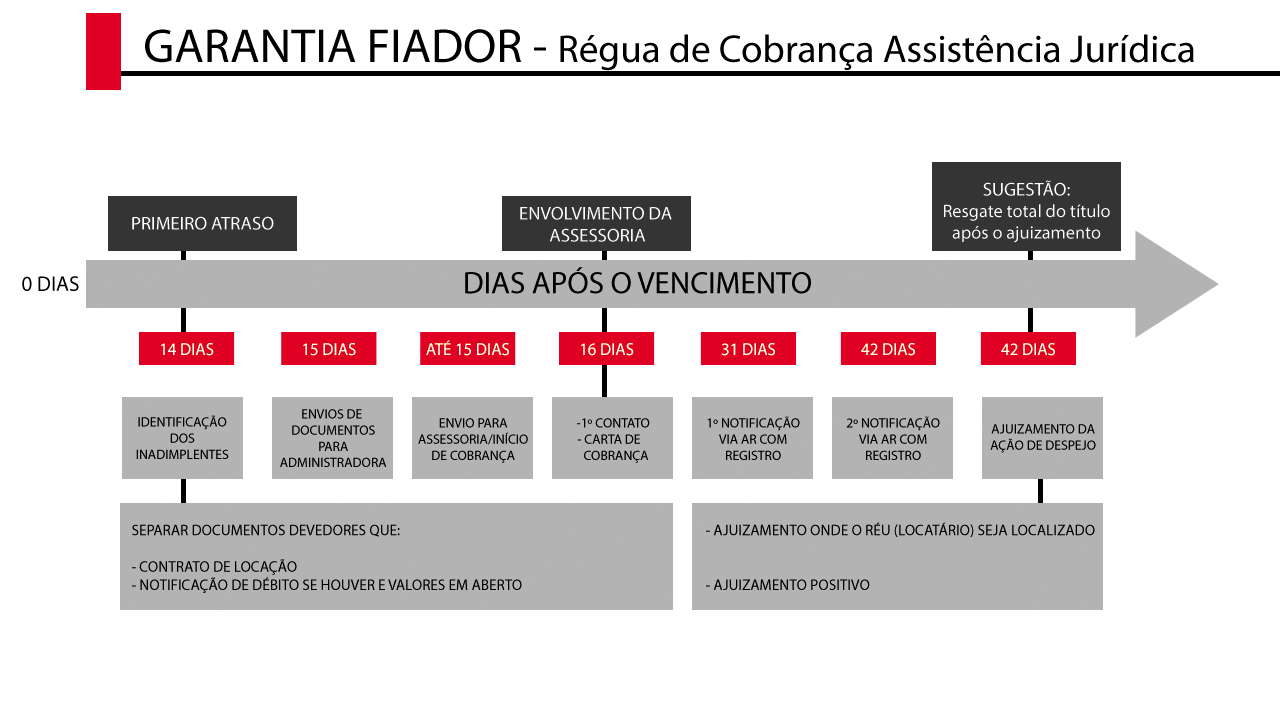 GARANTIA FIADOR - Régua de Cobrança Assistência Jurídica
PRIMEIRO ATRASO
ENVOLVIMENTO DA
ASSESSORIA
SUGESTÃO:
Resgate total do título
após o ajuizamento
0 DIAS
DIAS APÓS O VENCIMENTO
14 DIAS
15 DIAS
ATÉ 15 DIAS
16 DIAS
31 DIAS
42 DIAS
42 DIAS
IDENTIFICAÇÃO
DOS
INADIMPLENTES
ENVIOS DE
DOCUMENTOS
PARA
ADMINISTRADORA
ENVIO PARA
ASSESSORIA/INÍCIO
DE COBRANÇA
-1º CONTATO
- CARTA DE
COBRANÇA
1º NOTIFICAÇÃO
VIA AR COM
REGISTRO
2º NOTIFICAÇÃO
VIA AR COM
REGISTRO
AJUIZAMENTO DA
AÇÃO DE DESPEJO
SEPARAR DOCUMENTOS DEVEDORES QUE:
- CONTRATO DE LOCAÇÃO
- NOTIFICAÇÃO DE DÉBITO SE HOUVER E VALORES EM ABERTO
- AJUIZAMENTO ONDE O RÉU (LOCATÁRIO) SEJA LOCALIZADO
- AJUIZAMENTO POSITIVO